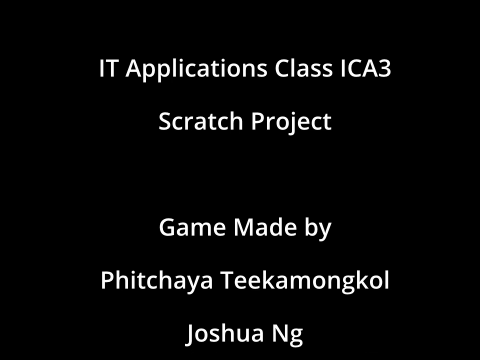 IT Applications Class ICA3
Scratch Project
Game Made by
Phitchaya Teekamongkol
Joshua Ng